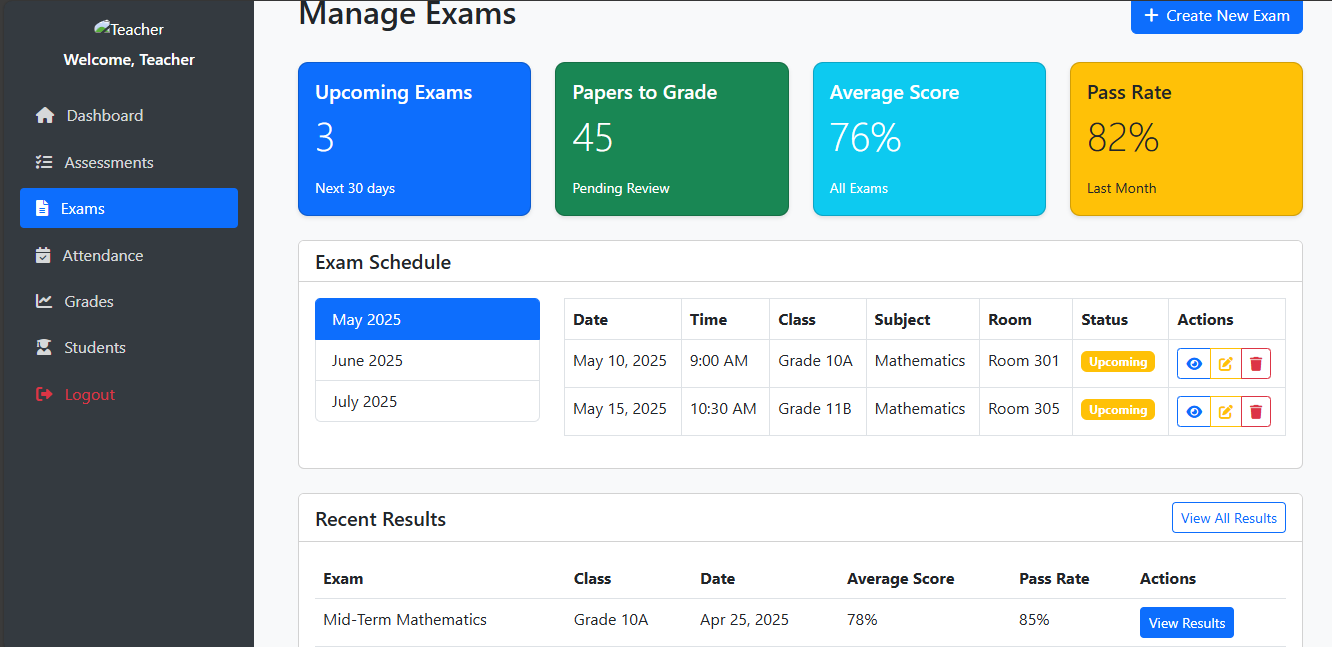 Teacher
Welcome, Teacher
Dashboard
Assessments
Exams
Attendance
Grades
Students
Logout
Manage Exams
Create New Exam
Upcoming Exams
3
Next 30 days
Papers to Grade
45
Pending Review
Average Score
76%
All Exams
Pass Rate
82%
Last Month
Exam Schedule
May 2025
June 2025
July 2025
Date Time Class Subject Room Status Actions
May 10, 2025 9:00 AM Grade 10A Mathematics Room 301 Upcoming
May 15, 2025 10:30 AM Grade 11B Mathematics Room 305 Upcoming
Recent Results
View All Results
Exam Class Date Average Score Pass Rate Actions
Mid-Term Mathematics Grade 10A Apr 25, 2025 78% 85% View Results